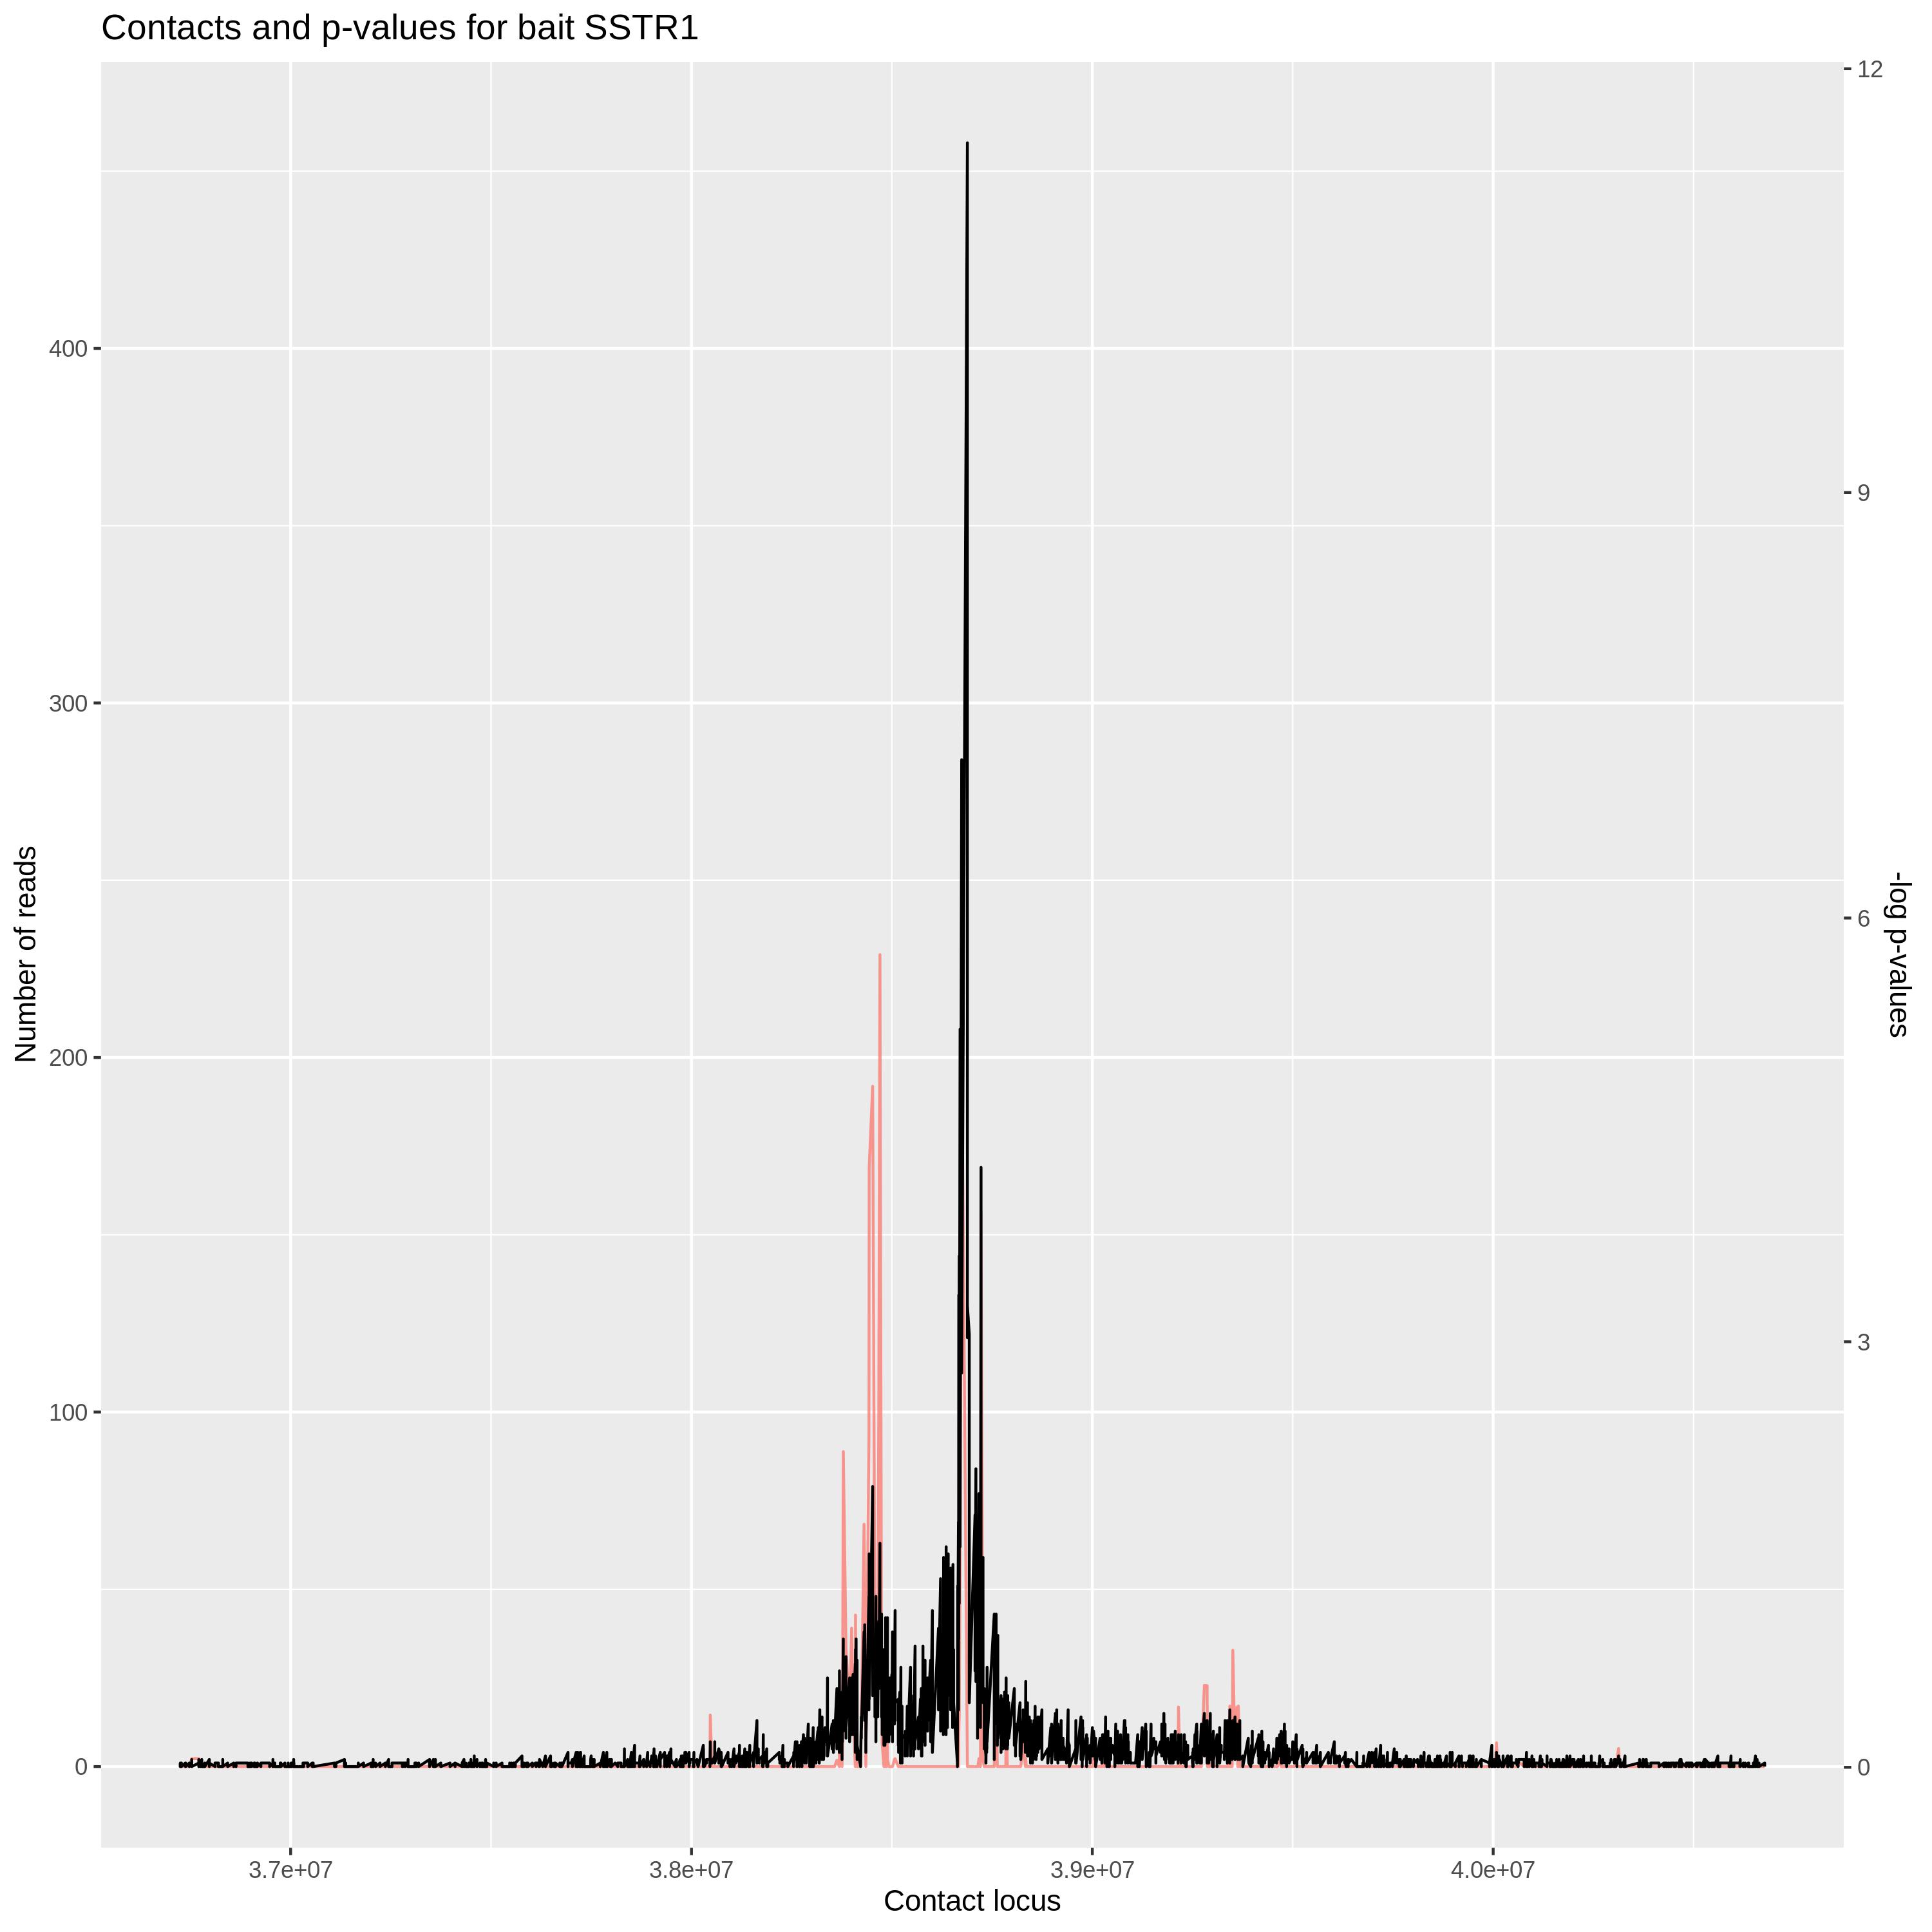 Contacts and p-values for bait SSTR1
Number of reads
400
300
200
100
0
12
9
6
3
0
-log p-values
3.7e+07
3.8e+07
3.9e+07
4.0e+07
Contact locus